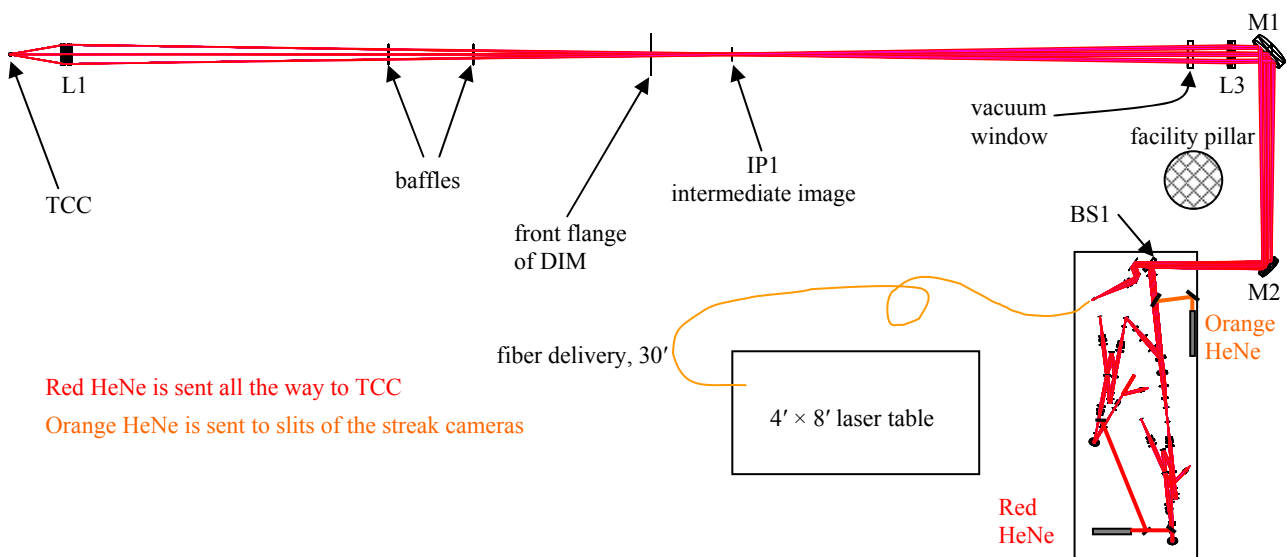 M1
L1
L3
vacuum
window
facility pillar
baffles
IP1
intermediate image
TCC
BS1
front flange
of DIM
M2
Orange
HeNe
fiber delivery, 30′
Red HeNe is sent all the way to TCC
4′ × 8′ laser table
Orange HeNe is sent to slits of the streak cameras
Red
HeNe